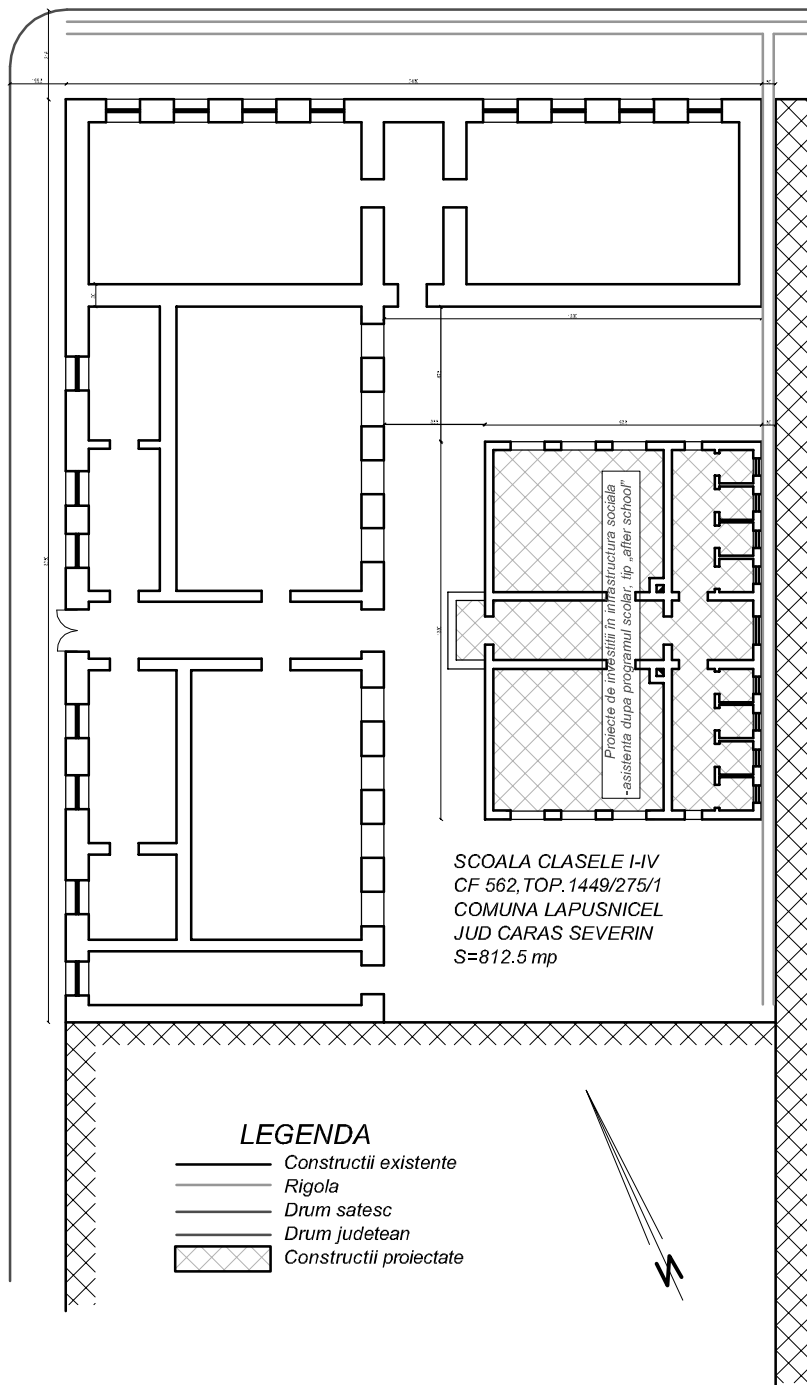 Proiecte de investitii în infrastructura sociala
-asistenta dupa programul scolar, tip „after school”
SCOALA CLASELE I-IV
CF 562,TOP.1449/275/1
COMUNA LAPUSNICEL
JUD CARAS SEVERIN
S=812.5 mp
LEGENDA
Constructii existente
Rigola
Drum satesc
Drum judetean
Constructii proiectate
N